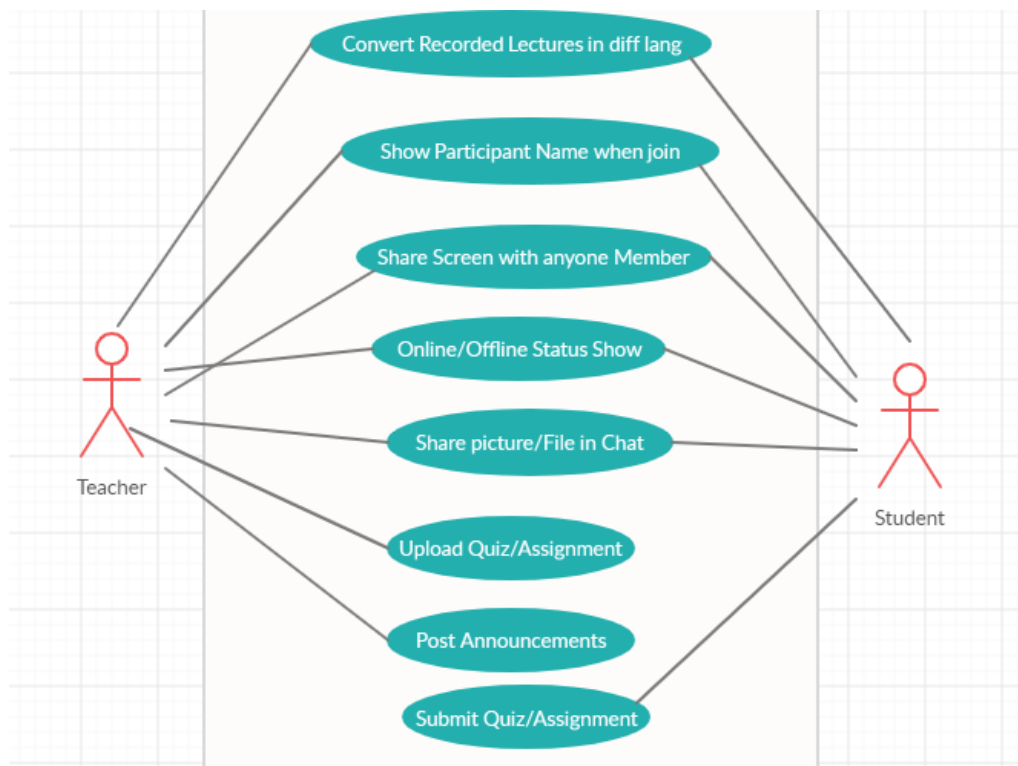 Convert Recorded Lectures in diff lang
Show Participant Name when join
Share Screen with anyone Member
Online/Offline Status Show
Share picture/File in Chat
Teacher
Student
Upload Quiz/Assignment
Post Announcements
Submit Quiz/Assignment